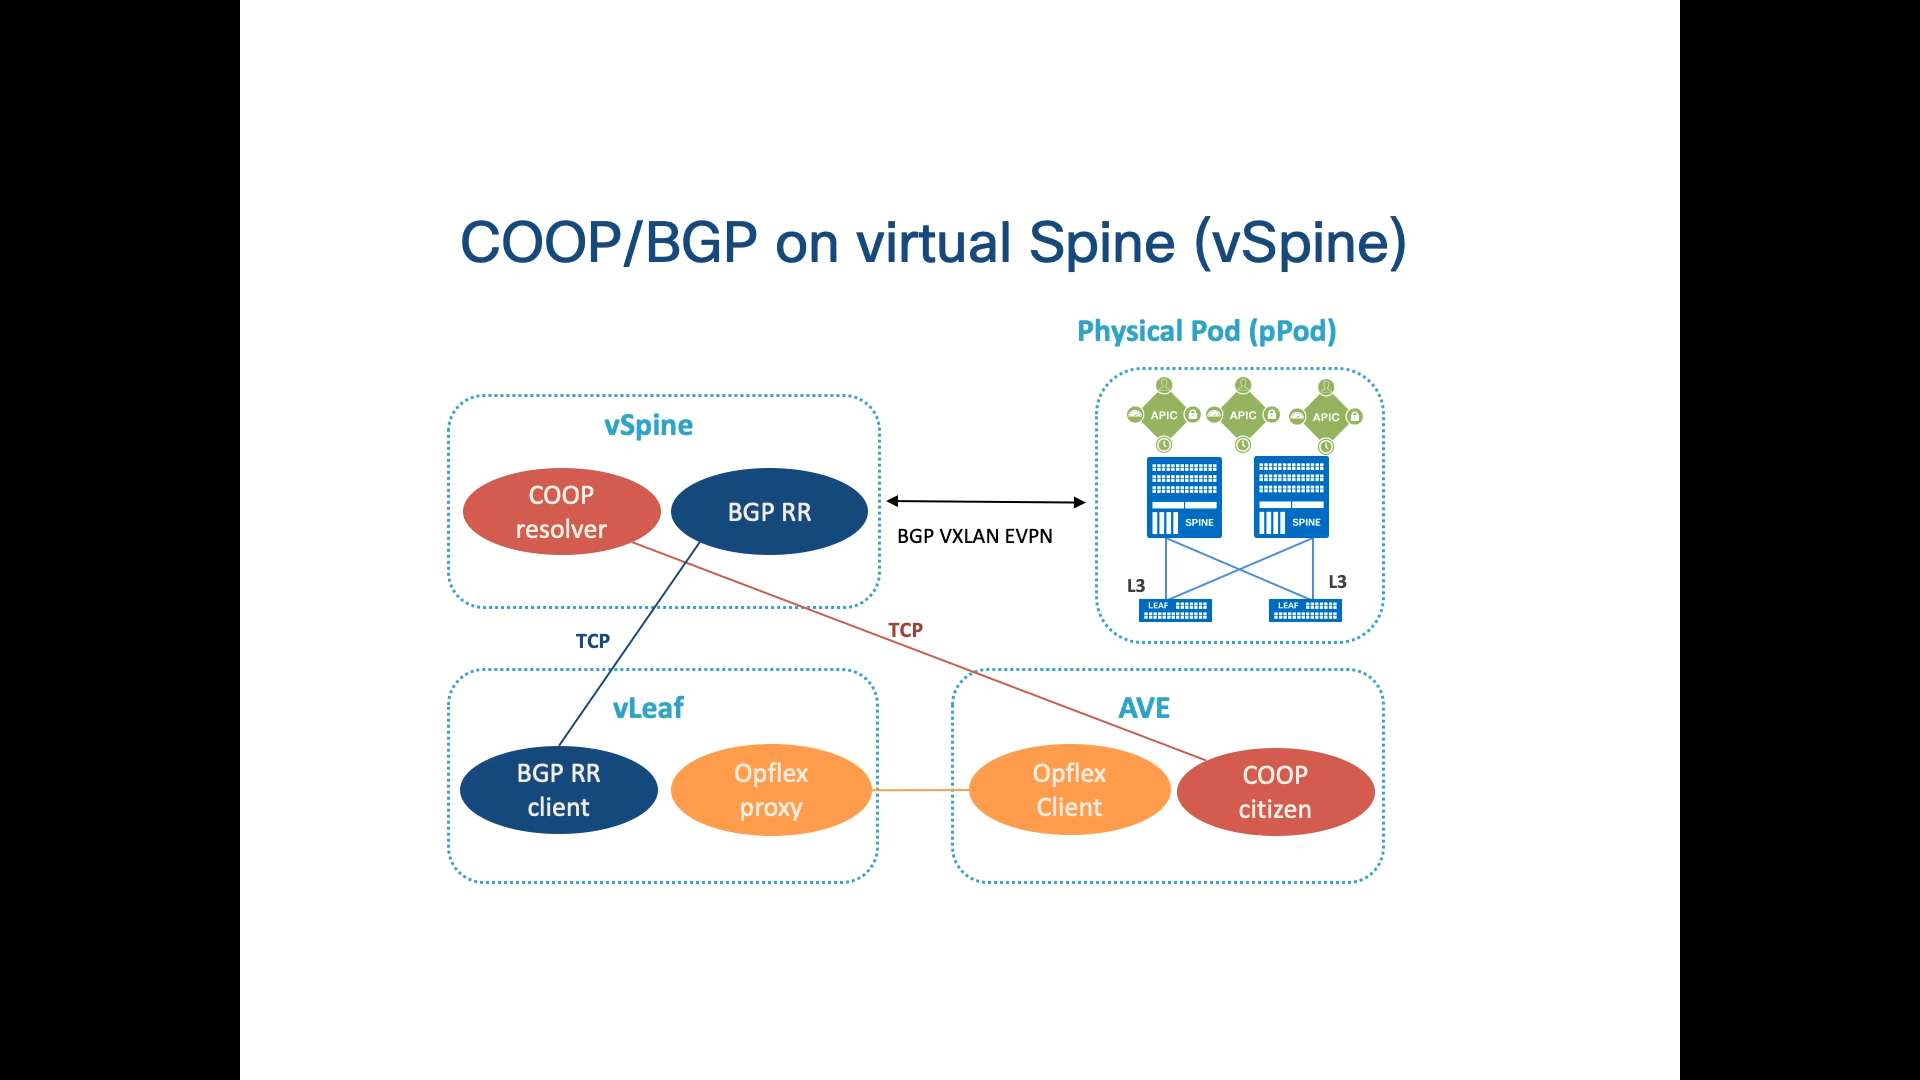 COOP/BGP on virtual Spine (vSpine)
Physical Pod (pPod)
APIC
APIC
APIC
SPINE
SPINE
L3
L3
LEAF
LEAF
vSpine
COOP
resolver
BGP RR
BGP VXLAN EVPN
TCP
TCP
vLeaf
BGP RR
client
Opflex
proxy
AVE
Opflex
Client
COOP
citizen